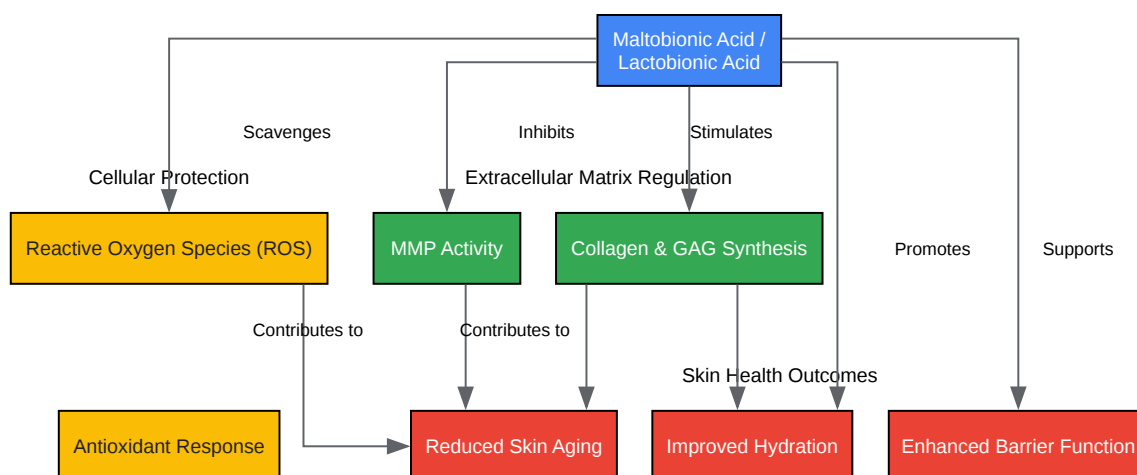 Maltobionic Acid /
Lactobionic Acid
Scavenges
Inhibits
Stimulates
Cellular Protection
Extracellular Matrix Regulation
Reactive Oxygen Species (ROS)
MMP Activity
Collagen & GAG Synthesis
Promotes
Supports
Contributes to
Contributes to
Skin Health Outcomes
Antioxidant Response
Reduced Skin Aging
Improved Hydration
Enhanced Barrier Function